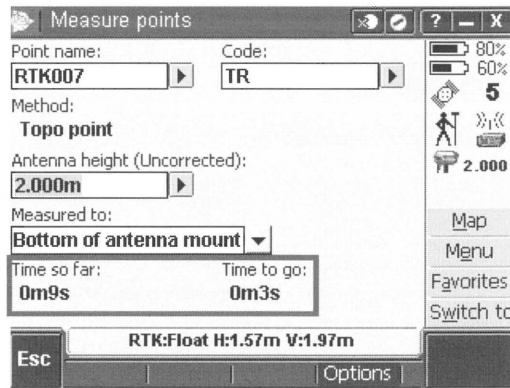 Measure points
? – X
Point name:
Code:
RTK007
TR
Method:
Topo point
Antenna height (Uncorrected):
2.000m
Measured to:
Bottom of antenna mount
Time so far:
Time to go:
0m9s
0m3s
RTK:Float H:1.57m V:1.97m
Esc
Options
80%
60%
5
2.000
Map
Menu
Favorites
Switch to